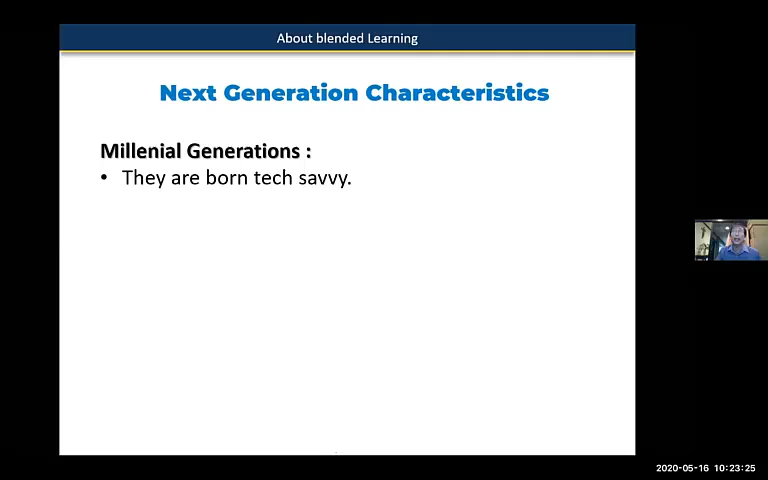 About blended Learning
Next Generation Characteristics
Millenial Generations :
• They are born tech savvy.
2020-05-16 10:23:25